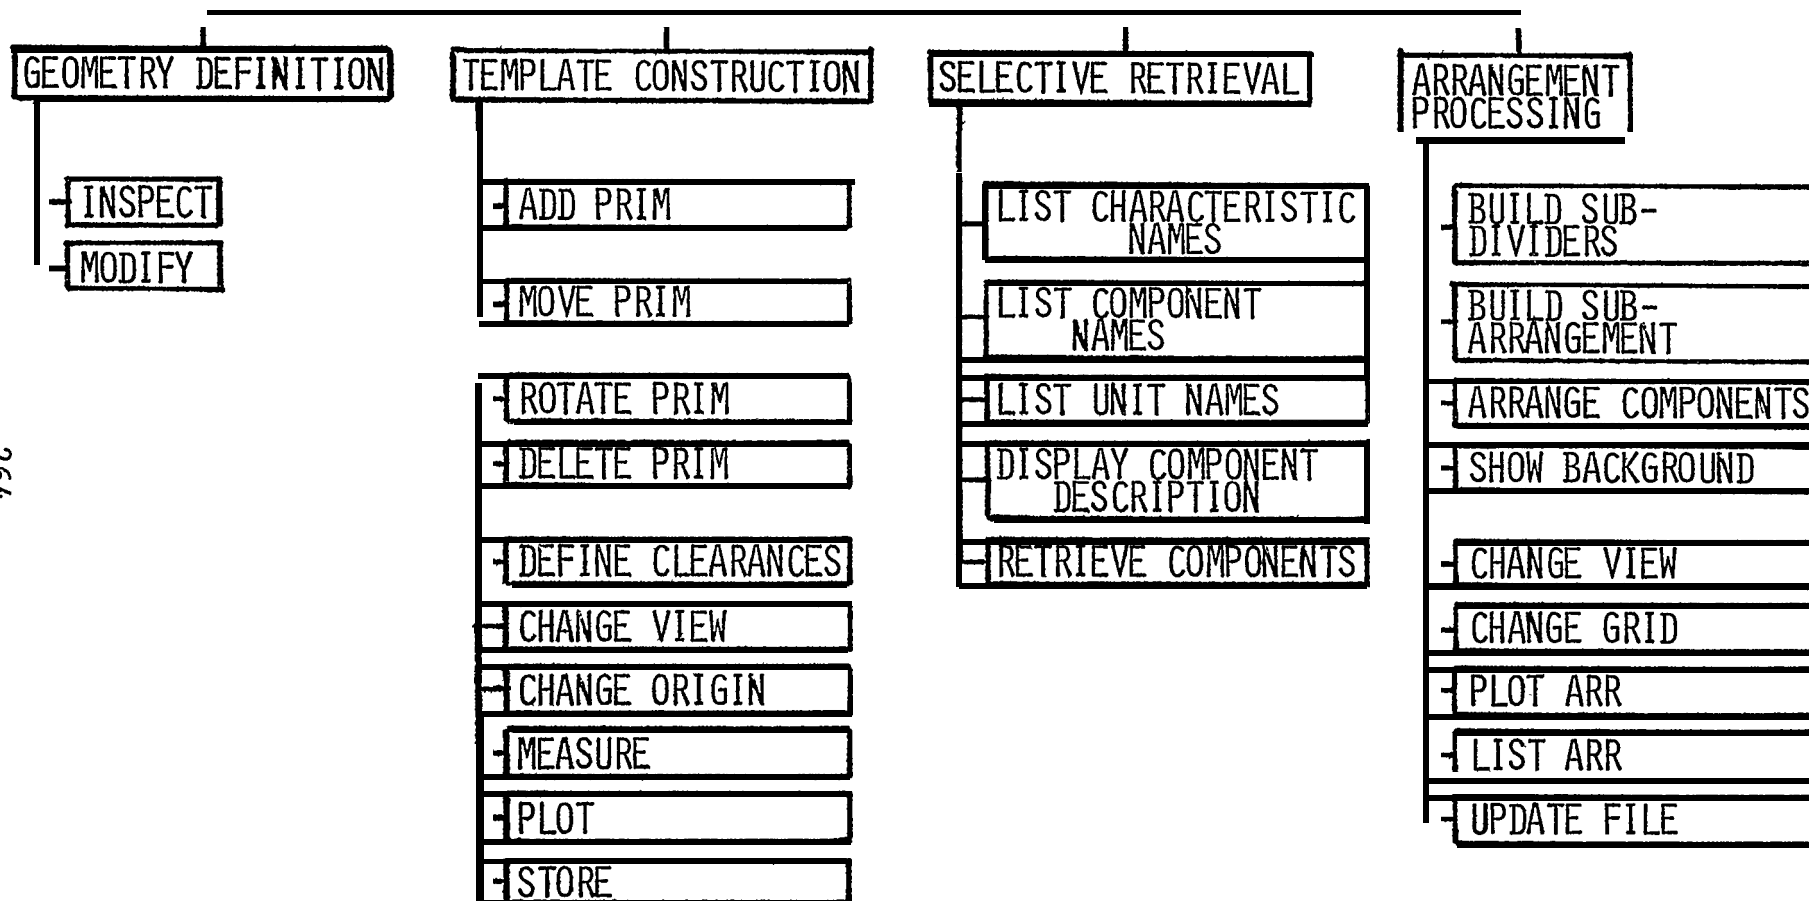 GEOMETRY DEFINITION
INSPECT
MODIFY
TEMPLATE CONSTRUCTION
ADD PRIM
MOVE PRIM
ROTATE PRIM
DELETE PRIM
DEFINE CLEARANCES
CHANGE VIEW
CHANGE ORIGIN
MEASURE
PLOT
STORE
SELECTIVE RETRIEVAL
LIST CHARACTERISTIC
NAMES
LIST COMPONENT
NAMES
LIST UNIT NAMES
DISPLAY COMPONENT
DESCRIPTION
RETRIEVE COMPONENTS
ARRANGEMENT
PROCESSING
BUILD SUB-
DIVIDERS
BUILD SUB-
ARRANGEMENT
ARRANGE COMPONENTS
SHOW BACKGROUND
CHANGE VIEW
CHANGE GRID
PLOT ARR
LIST ARR
UPDATE FILE
264